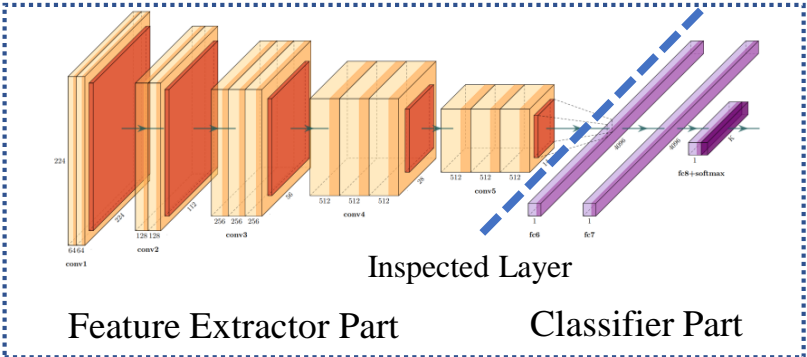 224
224
64 64
conv1
112
128 128
conv2
56
256 256 256
conv3
28
512 512 512
conv4
512 512 512
conv5
1
fc6
4096
1
fc7
4096
1
fc8+softmax
K
Inspected Layer
Feature Extractor Part
Classifier Part